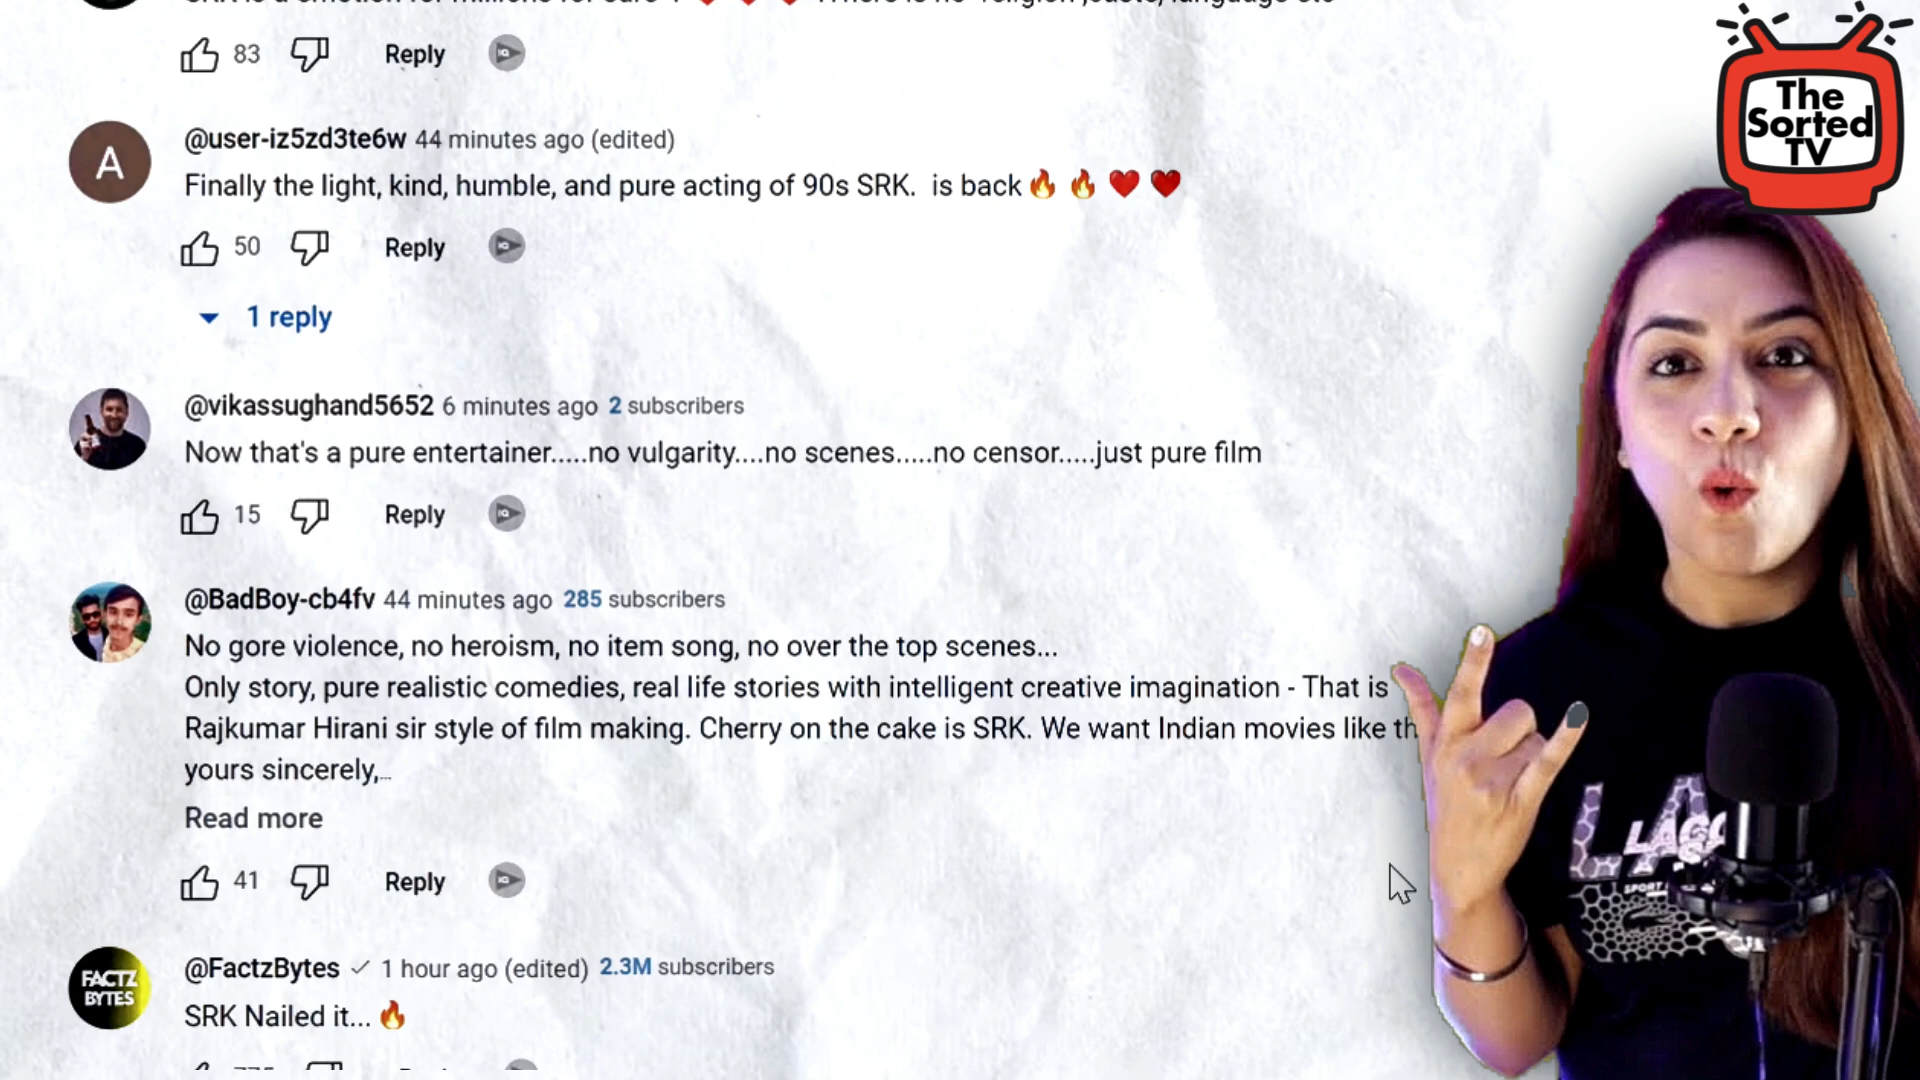 83 Reply
The
Sorted
TV
A
@user-iz5zd3te6w 44 minutes ago (edited)
Finally the light, kind, humble, and pure acting of 90s SRK. is back🔥🔥❤️❤️
50 Reply
1 reply
@vikassughand5652 6 minutes ago 2 subscribers
Now that's a pure entertainer.....no vulgarity....no scenes.....no censor.....just pure film
15 Reply
@BadBoy-cb4fv 44 minutes ago 285 subscribers
No gore violence, no heroism, no item song, no over the top scenes...
Only story, pure realistic comedies, real life stories with intelligent creative imagination - That is
Rajkumar Hirani sir style of film making. Cherry on the cake is SRK. We want Indian movies like th
yours sincerely,...
Read more
41 Reply
FACTZ
BYTES
@FactzBytes 1 hour ago (edited) 2.3M subscribers
SRK Nailed it... 🔥
SPORT